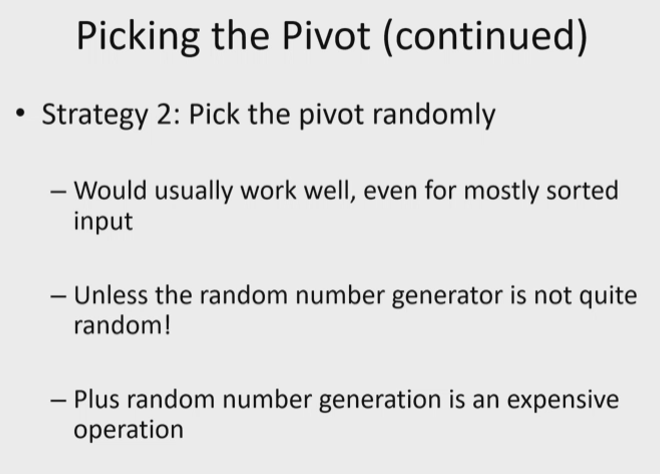 Picking the Pivot (continued)
• Strategy 2: Pick the pivot randomly
– Would usually work well, even for mostly sorted
input
– Unless the random number generator is not quite
random!
– Plus random number generation is an expensive
operation